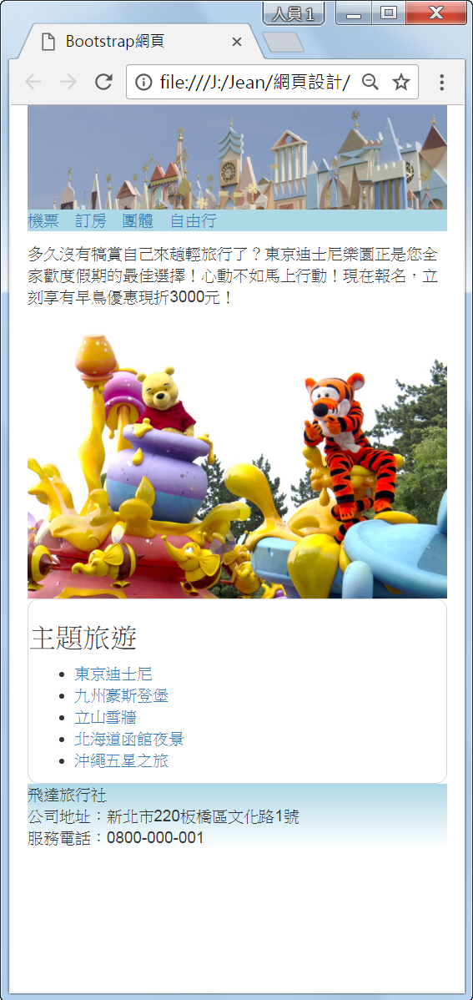 人員 1
Bootstrap網頁
file:///J:/Jean/網頁設計/
機票 訂房 團體 自由行
多久沒有犒賞自己來趟輕旅行了？東京迪士尼樂園正是您全
家歡度假期的最佳選擇！心動不如馬上行動！現在報名，立
刻享有早鳥優惠現折3000元！
主題旅遊
東京迪士尼
九州豪斯登堡
立山雪牆
北海道函館夜景
沖繩五星之旅
飛達旅行社
公司地址：新北市220板橋區文化路1號
服務電話：0800-000-001